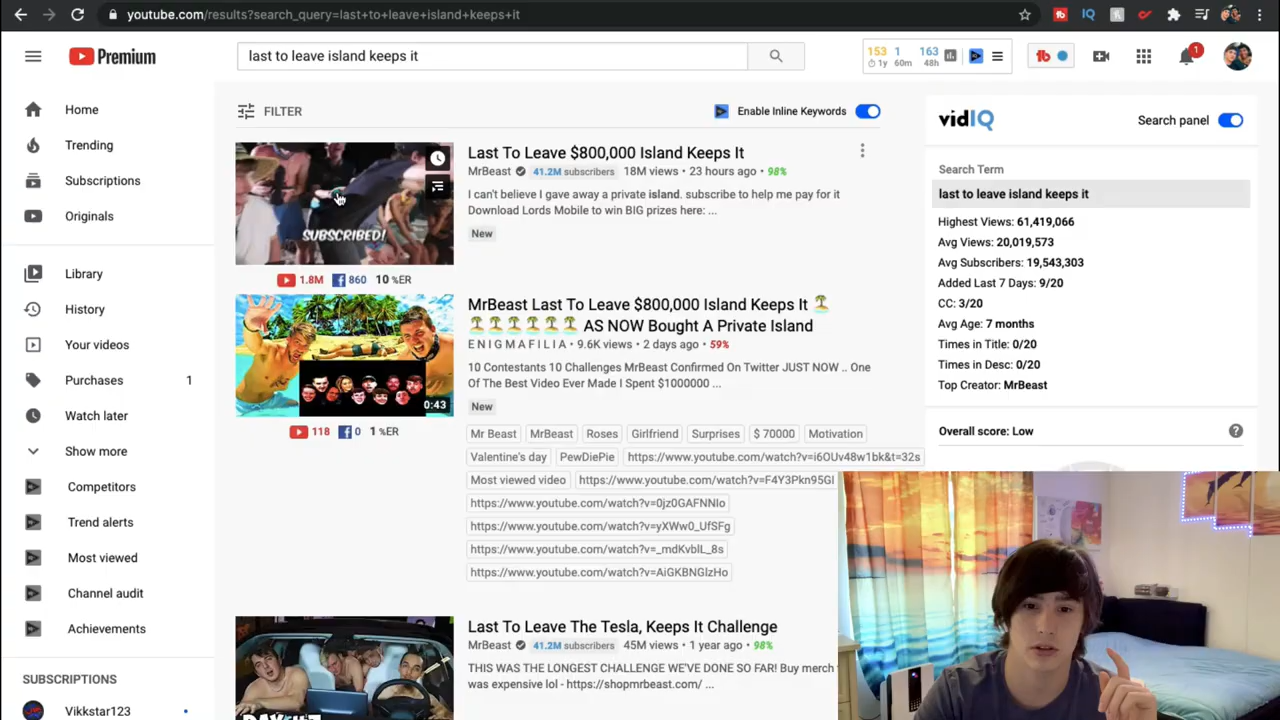 youtube.com/results?search_query=last+to+leave+island+keeps+it
Premium
last to leave island keeps it
153 1 163
1y 60m 48h
tb
1
Home
Trending
Subscriptions
Originals
Library
History
Your videos
Purchases 1
Watch later
Show more
Competitors
Trend alerts
Most viewed
Channel audit
Achievements
SUBSCRIPTIONS
Vikkstar123
FILTER
Enable Inline Keywords
SUBSCRIBED!
1.8M 860 10 %ER
Last To Leave $800,000 Island Keeps It
MrBeast 41.2M subscribers • 18M views • 23 hours ago • 98%
I can't believe I gave away a private island. subscribe to help me pay for it
Download Lords Mobile to win BIG prizes here: ...
New
0:43
118 0 1 %ER
MrBeast Last To Leave $800,000 Island Keeps It 🏝️
🏝️🏝️🏝️🏝️🏝️ AS NOW Bought A Private Island
E N I G M A F I L I A • 9.6K views • 2 days ago • 59%
10 Contestants 10 Challenges MrBeast Confirmed On Twitter JUST NOW .. One
Of The Best Video Ever Made I Spent $1000000 ...
New
Mr Beast MrBeast Roses Girlfriend Surprises $ 70000 Motivation
Valentine's day PewDiePie https://www.youtube.com/watch?v=i6OUv48w1bk&t=32s
Most viewed video https://www.youtube.com/watch?v=F4Y3Pkn95GI
https://www.youtube.com/watch?v=0jz0GAFNNIo
https://www.youtube.com/watch?v=yXWw0_UfSFg
https://www.youtube.com/watch?v=_mdKvblL_8s
https://www.youtube.com/watch?v=AiGKBNGlzHo
Last To Leave The Tesla, Keeps It Challenge
MrBeast 41.2M subscribers • 45M views • 1 year ago • 98%
THIS WAS THE LONGEST CHALLENGE WE'VE DONE SO FAR! Buy merch
was expensive lol - https://shopmrbeast.com/ ...
vidIQ
Search panel
Search Term
last to leave island keeps it
Highest Views: 61,419,066
Avg Views: 20,019,573
Avg Subscribers: 19,543,303
Added Last 7 Days: 9/20
CC: 3/20
Avg Age: 7 months
Times in Title: 0/20
Times in Desc: 0/20
Top Creator: MrBeast
Overall score: Low